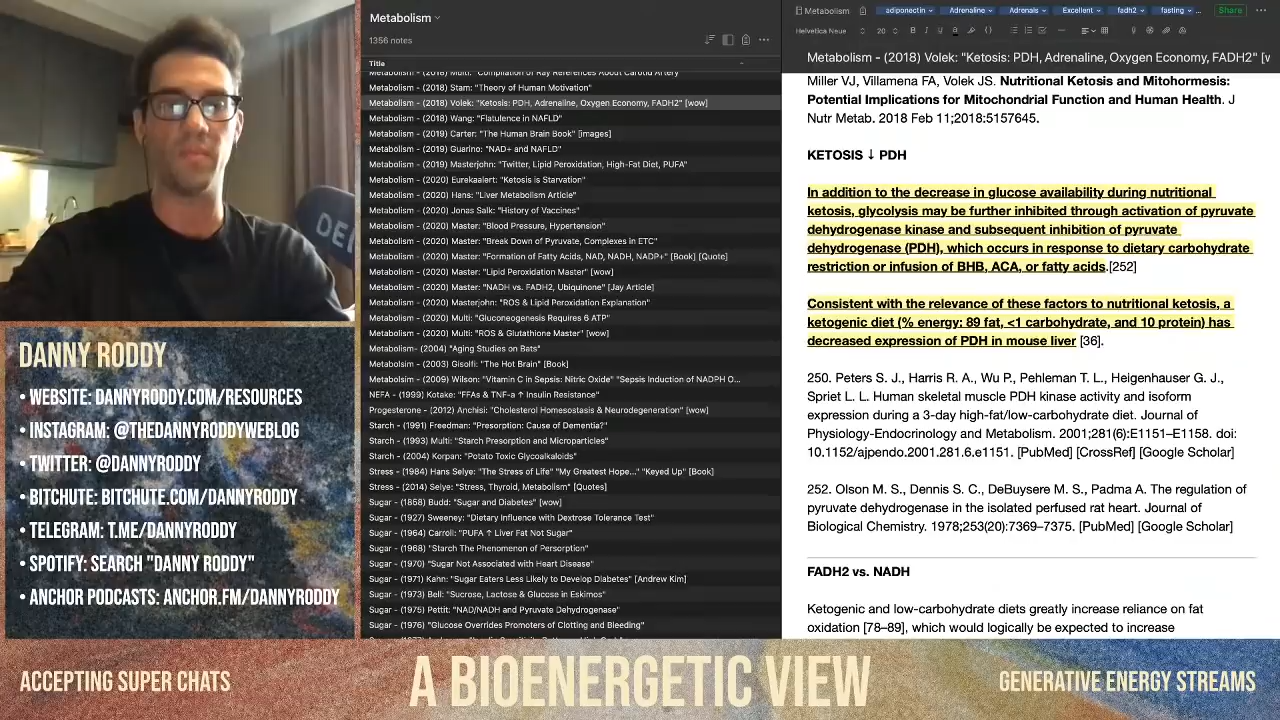 DANNY RODDY
• WEBSITE: DANNYRODDY.COM/RESOURCES
• INSTAGRAM: @THEDANNYRODDYWEBLOG
• TWITTER: @DANNYRODDY
• BITCHUTE: BITCHUTE.COM/DANNYRODDY
• TELEGRAM: T.ME/DANNYRODDY
• SPOTIFY: SEARCH "DANNY RODDY"
• ANCHOR PODCASTS: ANCHOR.FM/DANNYRODDY
Metabolism
1356 notes
Title
Metabolism - (2018) Multi: "Compilation of Ray References About Carotid Artery"
Metabolism - (2018) Stam: "Theory of Human Motivation"
Metabolism - (2018) Volek: "Ketosis: PDH, Adrenaline, Oxygen Economy, FADH2" [wow]
Metabolism - (2018) Wang: "Flatulence in NAFLD"
Metabolism - (2019) Carter: "The Human Brain Book" [images]
Metabolism - (2019) Guarino: "NAD+ and NAFLD"
Metabolism - (2019) Masterjohn: "Twitter, Lipid Peroxidation, High-Fat Diet, PUFA"
Metabolism - (2020) Eurekaalert: "Ketosis is Starvation"
Metabolism - (2020) Hans: "Liver Metabolism Article"
Metabolism - (2020) Jonas Salk: "History of Vaccines"
Metabolism - (2020) Master: "Blood Pressure, Hypertension"
Metabolism - (2020) Master: "Break Down of Pyruvate, Complexes in ETC"
Metabolism - (2020) Master: "Formation of Fatty Acids, NAD, NADH, NADP+" [Book] [Quote]
Metabolism - (2020) Master: "Lipid Peroxidation Master" [wow]
Metabolism - (2020) Master: "NADH vs. FADH2, Ubiquinone" [Jay Article]
Metabolism - (2020) Masterjohn: "ROS & Lipid Peroxidation Explanation"
Metabolism - (2020) Multi: "Gluconeogenesis Requires 6 ATP"
Metabolism - (2020) Multi: "ROS & Glutathione Master" [wow]
Metabolism- (2004) "Aging Studies on Bats"
Metabolsim - (2003) Gisolfi: "The Hot Brain" [Book]
Metabolsim - (2009) Wilson: "Vitamin C in Sepsis: Nitric Oxide" "Sepsis Induction of NADPH O...
NEFA - (1999) Kotake: "FFAs & TNF-a ↑ Insulin Resistance"
Progesterone - (2012) Anchisi: "Cholesterol Homestasis & Neurodegeneration" [wow]
Starch - (1991) Freedman: "Presorption: Cause of Dementia?"
Starch - (1993) Multi: "Starch Presorption and Microparticles"
Starch - (2004) Korpan: "Potato Toxic Glycoalkaloids"
Stress - (1984) Hans Selye: "The Stress of Life" "My Greatest Hope..." "Keyed Up" [Book]
Stress - (2014) Selye: "Stress, Thyroid, Metabolism" [Quotes]
Sugar - (1858) Budd: "Sugar and Diabetes" [wow]
Sugar - (1927) Sweeney: "Dietary Influence with Dextrose Tolerance Test"
Sugar - (1964) Carroll: "PUFA ↑ Liver Fat Not Sugar"
Sugar - (1968) "Starch The Phenomenon of Persorption"
Sugar - (1970) "Sugar Not Associated with Heart Disease"
Sugar - (1971) Kahn: "Sugar Eaters Less Likely to Develop Diabetes" [Andrew Kim]
Sugar - (1973) Bell: "Sucrose, Lactose & Glucose in Eskimos"
Sugar - (1975) Pettit: "NAD/NADH and Pyruvate Dehydrogenase"
Sugar - (1976) "Glucose Overrides Promoters of Clotting and Bleeding"
Metabolism adiponectin Adrenaline Adrenals Excellent fadh2 fasting ... Share
Helvetica Neue 20 B I U a
Metabolism - (2018) Volek: "Ketosis: PDH, Adrenaline, Oxygen Economy, FADH2" [v
Miller VJ, Villamena FA, Volek JS. Nutritional Ketosis and Mitohormesis:
Potential Implications for Mitochondrial Function and Human Health. J
Nutr Metab. 2018 Feb 11;2018:5157645.
KETOSIS ↓ PDH
In addition to the decrease in glucose availability during nutritional
ketosis, glycolysis may be further inhibited through activation of pyruvate
dehydrogenase kinase and subsequent inhibition of pyruvate
dehydrogenase (PDH), which occurs in response to dietary carbohydrate
restriction or infusion of BHB, ACA, or fatty acids.[252]
Consistent with the relevance of these factors to nutritional ketosis, a
ketogenic diet (% energy: 89 fat, <1 carbohydrate, and 10 protein) has
decreased expression of PDH in mouse liver [36].
250. Peters S. J., Harris R. A., Wu P., Pehleman T. L., Heigenhauser G. J.,
Spriet L. L. Human skeletal muscle PDH kinase activity and isoform
expression during a 3-day high-fat/low-carbohydrate diet. Journal of
Physiology-Endocrinology and Metabolism. 2001;281(6):E1151–E1158. doi:
10.1152/ajpendo.2001.281.6.e1151. [PubMed] [CrossRef] [Google Scholar]
252. Olson M. S., Dennis S. C., DeBuysere M. S., Padma A. The regulation of
pyruvate dehydrogenase in the isolated perfused rat heart. Journal of
Biological Chemistry. 1978;253(20):7369–7375. [PubMed] [Google Scholar]
FADH2 vs. NADH
Ketogenic and low-carbohydrate diets greatly increase reliance on fat
oxidation [78–89], which would logically be expected to increase
ACCEPTING SUPER CHATS
A BIOENERGETIC VIEW
GENERATIVE ENERGY STREAMS